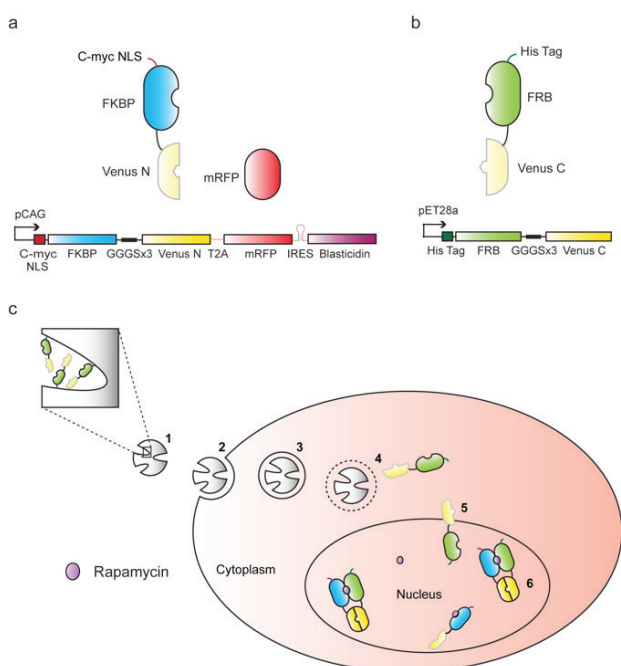 a
C-myc NLS
FKBP
Venus N
mRFP
pCAG
C-myc
NLS
FKBP
GGGSx3
Venus N
T2A
mRFP
IRES
Blasticidin
b
His Tag
FRB
Venus C
pET28a
His Tag
FRB
GGGSx3
Venus C
c
1
2
3
4
5
6
Rapamycin
Cytoplasm
Nucleus